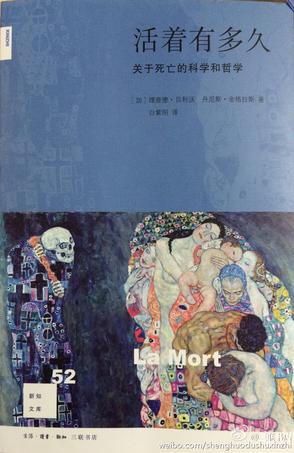 活着有多久
关于死亡的科学和哲学
［加］理查德·贝利沃 丹尼斯·金格拉斯 著
白紫阳 译
La Mort
52
新知
文库
生活·读书·新知 三联书店
weibo.com/shenghuodushuxinzhi